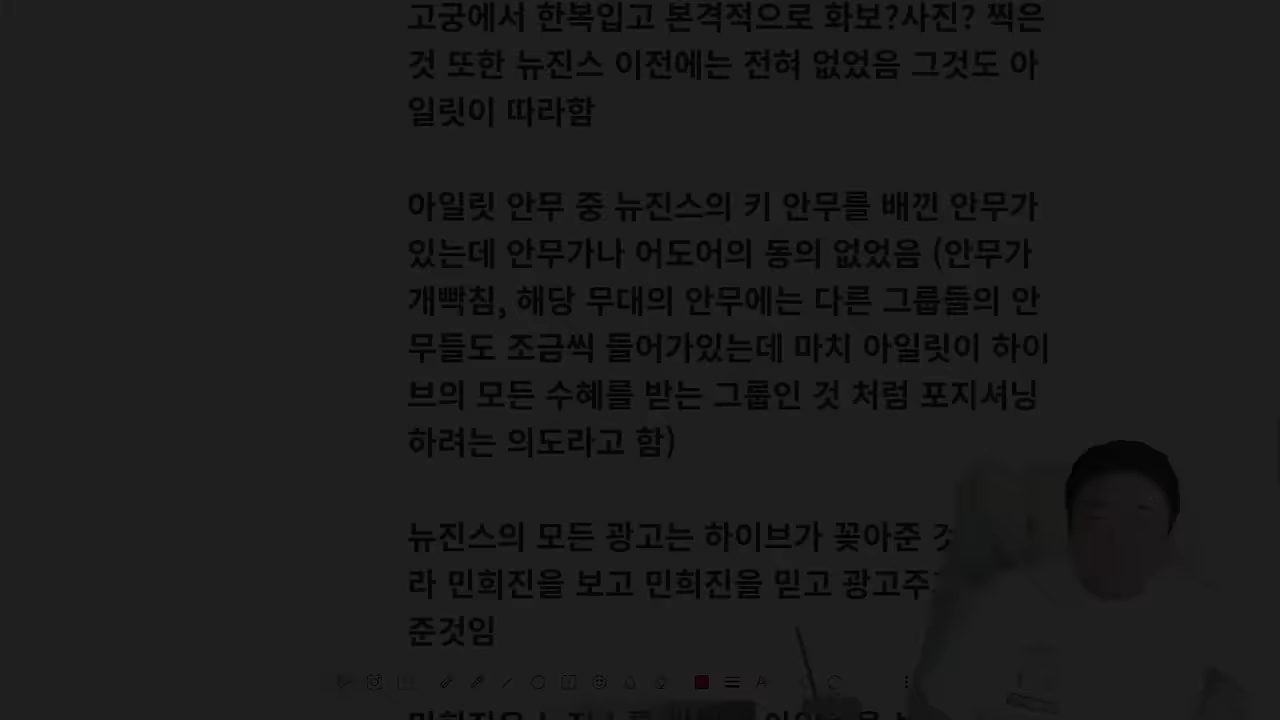 고궁에서 한복입고 본격적으로 화보?사진? 찍은
것 또한 뉴진스 이전에는 전혀 없었음 그것도 아
일릿이 따라함
아일릿 안무 중 뉴진스의 키 안무를 배낀 안무가
있는데 안무가나 어도어의 동의 없었음 (안무가
개빡침, 해당 무대의 안무에는 다른 그룹들의 안
무들도 조금씩 들어가있는데 마치 아일릿이 하이
브의 모든 수혜를 받는 그룹인 것 처럼 포지셔닝
하려는 의도라고 함)
뉴진스의 모든 광고는 하이브가 꽂아준
라 민희진을 보고 민희진을 믿고 광고주
준것임